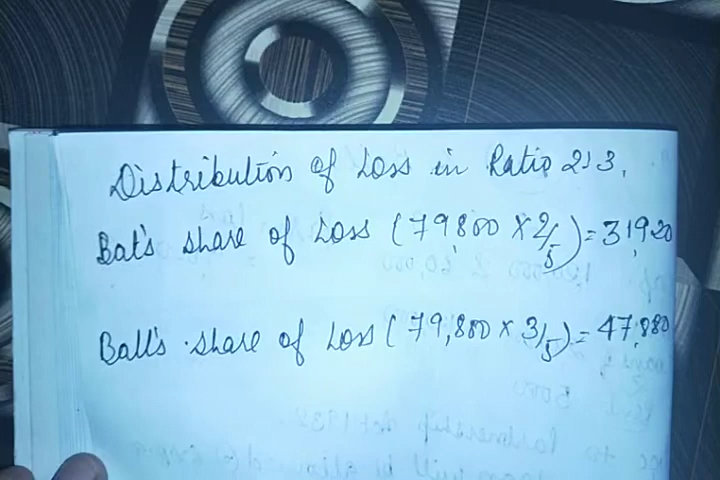 Distribution of Loss in Ratio 2:3.
Bat's share of Loss (79,800 × 2/5) = 31,920
Ball's share of Loss (79,800 × 3/5) = 47,880